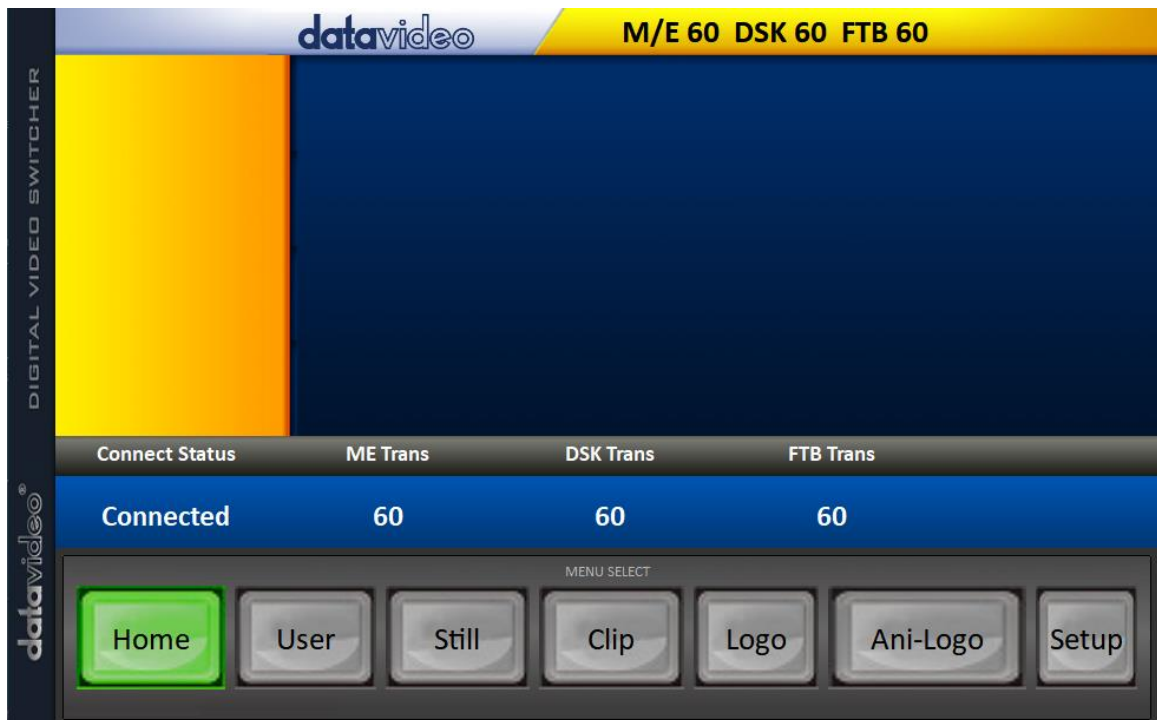 datavideo
M/E 60 DSK 60 FTB 60
DIGITAL VIDEO SWITCHER
datavideo®
Connect Status ME Trans DSK Trans FTB Trans
Connected 60 60 60
MENU SELECT
Home User Still Clip Logo Ani-Logo Setup